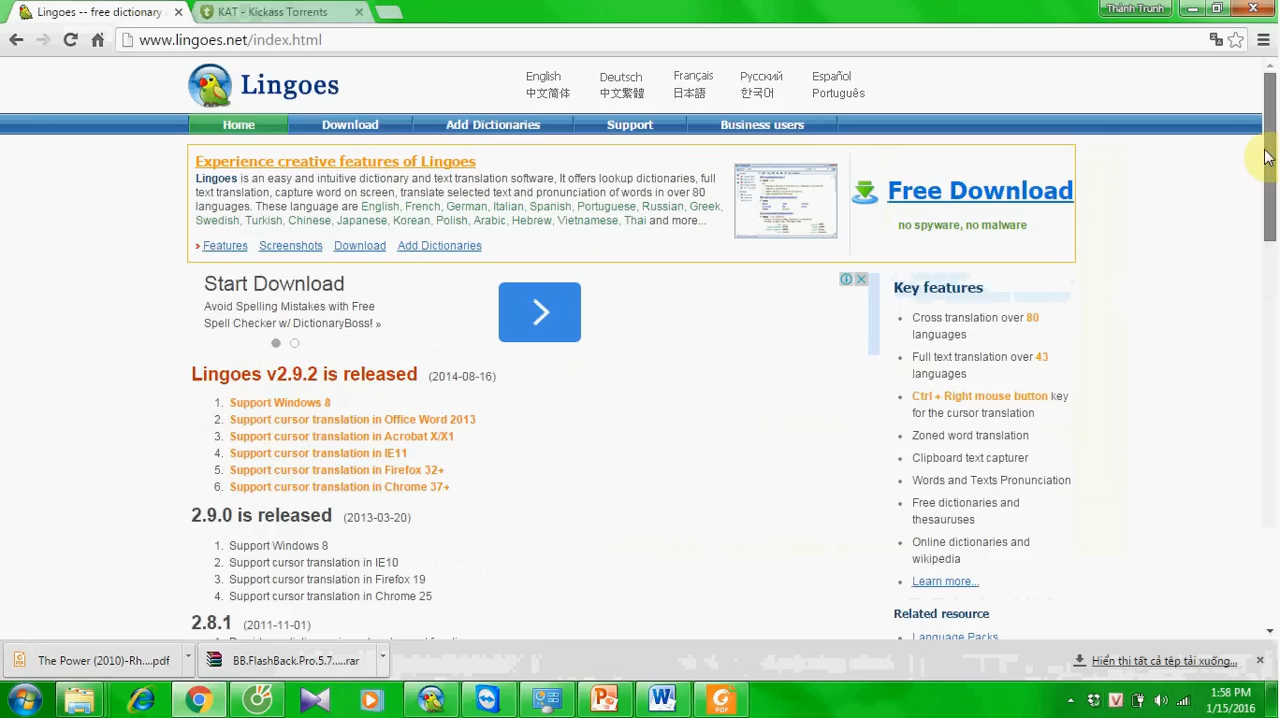 Lingoes -- free dictionary
KAT - Kickass Torrents
Thành Trunh
www.lingoes.net/index.html
Lingoes
English Deutsch Français Русский Español
中文简体 中文繁體 日本語 한국어 Português
Home Download Add Dictionaries Support Business users
Experience creative features of Lingoes
Lingoes is an easy and intuitive dictionary and text translation software, It offers lookup dictionaries, full
text translation, capture word on screen, translate selected text and pronunciation of words in over 80
languages. These language are English, French, German, Italian, Spanish, Portuguese, Russian, Greek,
Swedish, Turkish, Chinese, Japanese, Korean, Polish, Arabic, Hebrew, Vietnamese, Thai and more...
Features Screenshots Download Add Dictionaries
Free Download
no spyware, no malware
Start Download
Avoid Spelling Mistakes with Free
Spell Checker w/ DictionaryBoss! »
Lingoes v2.9.2 is released (2014-08-16)
1. Support Windows 8
2. Support cursor translation in Office Word 2013
3. Support cursor translation in Acrobat X/X1
4. Support cursor translation in IE11
5. Support cursor translation in Firefox 32+
6. Support cursor translation in Chrome 37+
2.9.0 is released (2013-03-20)
1. Support Windows 8
2. Support cursor translation in IE10
3. Support cursor translation in Firefox 19
4. Support cursor translation in Chrome 25
2.8.1 (2011-11-01)
Key features
Cross translation over 80
languages
Full text translation over 43
languages
Ctrl + Right mouse button key
for the cursor translation
Zoned word translation
Clipboard text capturer
Words and Texts Pronunciation
Free dictionaries and
thesauruses
Online dictionaries and
wikipedia
Learn more...
Related resource
Language Packs
The Power (2010)-Rh....pdf
BB.FlashBack.Pro.5.7.....rar
Hiển thị tất cả tệp tải xuống...
PDF
V
1:58 PM
1/15/2016